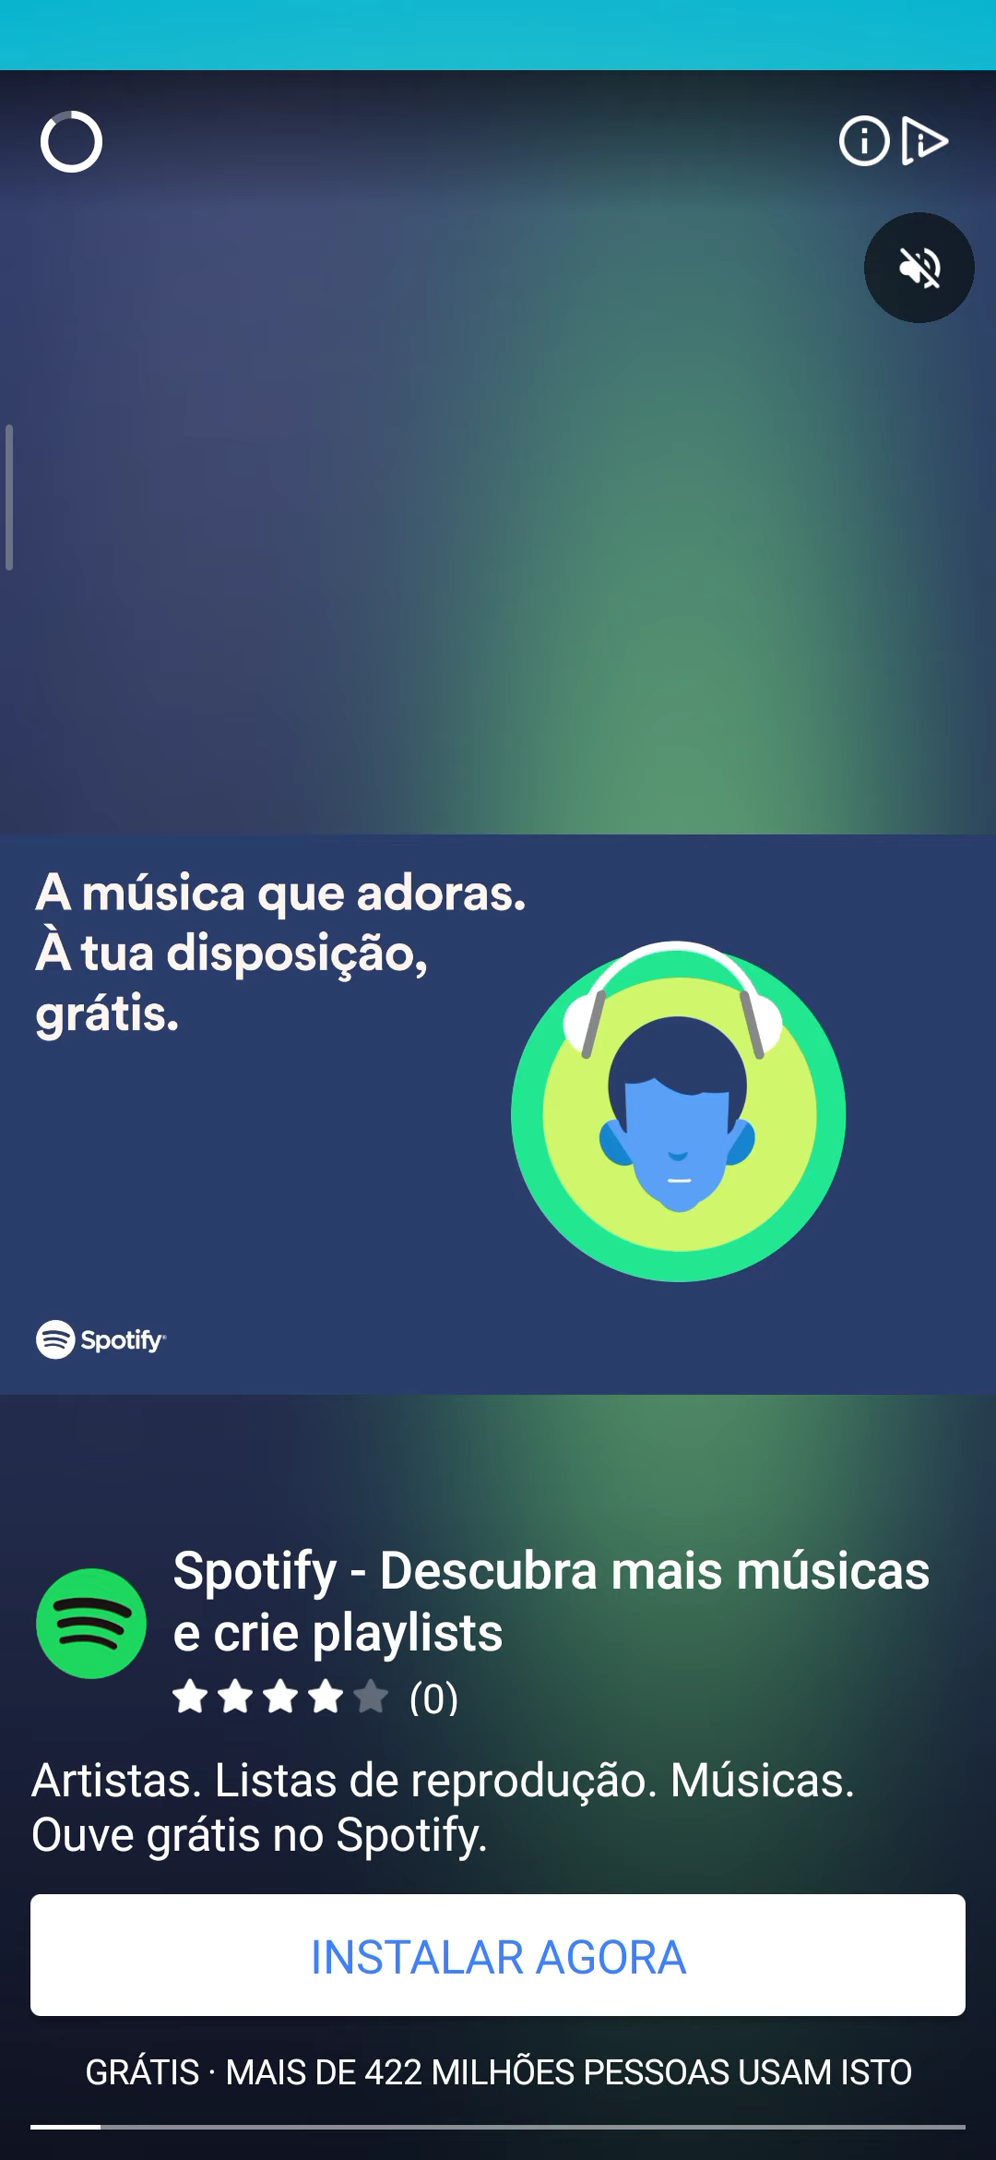 A música que adoras.
À tua disposição,
grátis.
Spotify
Spotify - Descubra mais músicas
e crie playlists
(0)
Artistas. Listas de reprodução. Músicas.
Ouve grátis no Spotify.
INSTALAR AGORA
GRÁTIS · MAIS DE 422 MILHÕES PESSOAS USAM ISTO